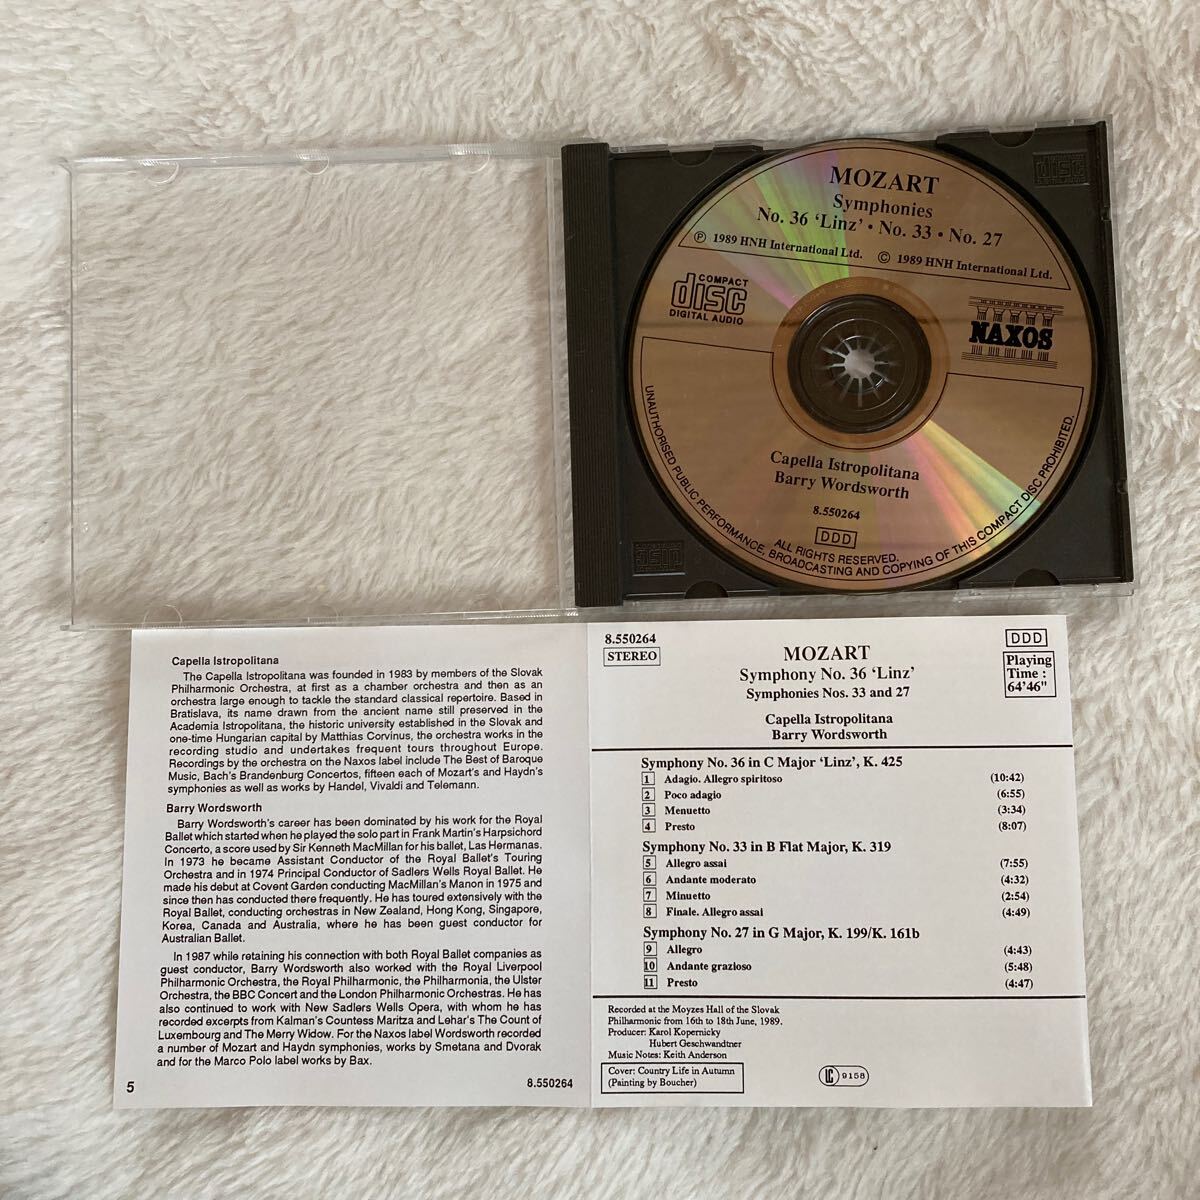 MOZART
Symphonies
No. 36 ‘Linz’ • No. 33 • No. 27
Ⓟ 1989 HNH International Ltd. © 1989 HNH International Ltd.
COMPACT
disc
DIGITAL AUDIO
NAXOS
Capella Istropolitana
Barry Wordsworth
8.550264
DDD
ALL RIGHTS RESERVED.
UNAUTHORISED PUBLIC PERFORMANCE, BROADCASTING AND COPYING OF THIS COMPACT DISC PROHIBITED.
Capella Istropolitana
The Capella Istropolitana was founded in 1983 by members of the Slovak
Philharmonic Orchestra, at first as a chamber orchestra and then as an
orchestra large enough to tackle the standard classical repertoire. Based in
Bratislava, its name drawn from the ancient name still preserved in the
Academia Istropolitana, the historic university established in the Slovak and
one-time Hungarian capital by Matthias Corvinus, the orchestra works in the
recording studio and undertakes frequent tours throughout Europe.
Recordings by the orchestra on the Naxos label include The Best of Baroque
Music, Bach's Brandenburg Concertos, fifteen each of Mozart's and Haydn's
symphonies as well as works by Handel, Vivaldi and Telemann.
Barry Wordsworth
Barry Wordsworth's career has been dominated by his work for the Royal
Ballet which started when he played the solo part in Frank Martin's Harpsichord
Concerto, a score used by Sir Kenneth MacMillan for his ballet, Las Hermanas.
In 1973 he became Assistant Conductor of the Royal Ballet's Touring
Orchestra and in 1974 Principal Conductor of Sadlers Wells Royal Ballet. He
made his debut at Covent Garden conducting MacMillan's Manon in 1975 and
since then has conducted there frequently. He has toured extensively with the
Royal Ballet, conducting orchestras in New Zealand, Hong Kong, Singapore,
Korea, Canada and Australia, where he has been guest conductor for
Australian Ballet.
In 1987 while retaining his connection with both Royal Ballet companies as
guest conductor, Barry Wordsworth also worked with the Royal Liverpool
Philharmonic Orchestra, the Royal Philharmonic, the Philharmonia, the Ulster
Orchestra, the BBC Concert and the London Philharmonic Orchestras. He has
also continued to work with New Sadlers Wells Opera, with whom he has
recorded excerpts from Kalman's Countess Maritza and Lehar's The Count of
Luxembourg and The Merry Widow. For the Naxos label Wordsworth recorded
a number of Mozart and Haydn symphonies, works by Smetana and Dvorak
and for the Marco Polo label works by Bax.
5
8.550264
8.550264
STEREO
MOZART
Symphony No. 36 ‘Linz’
Symphonies Nos. 33 and 27
Capella Istropolitana
Barry Wordsworth
DDD
Playing
Time :
64'46"
Symphony No. 36 in C Major ‘Linz’, K. 425
1 Adagio. Allegro spiritoso (10:42)
2 Poco adagio (6:55)
3 Menuetto (3:34)
4 Presto (8:07)
Symphony No. 33 in B Flat Major, K. 319
5 Allegro assai (7:55)
6 Andante moderato (4:32)
7 Minuetto (2:54)
8 Finale. Allegro assai (4:49)
Symphony No. 27 in G Major, K. 199/K. 161b
9 Allegro (4:43)
10 Andante grazioso (5:48)
11 Presto (4:47)
Recorded at the Moyzes Hall of the Slovak
Philharmonic from 16th to 18th June, 1989.
Producer: Karol Kopernicky
Hubert Geschwandtner
Music Notes: Keith Anderson
Cover: Country Life in Autumn
(Painting by Boucher)
LC 9158